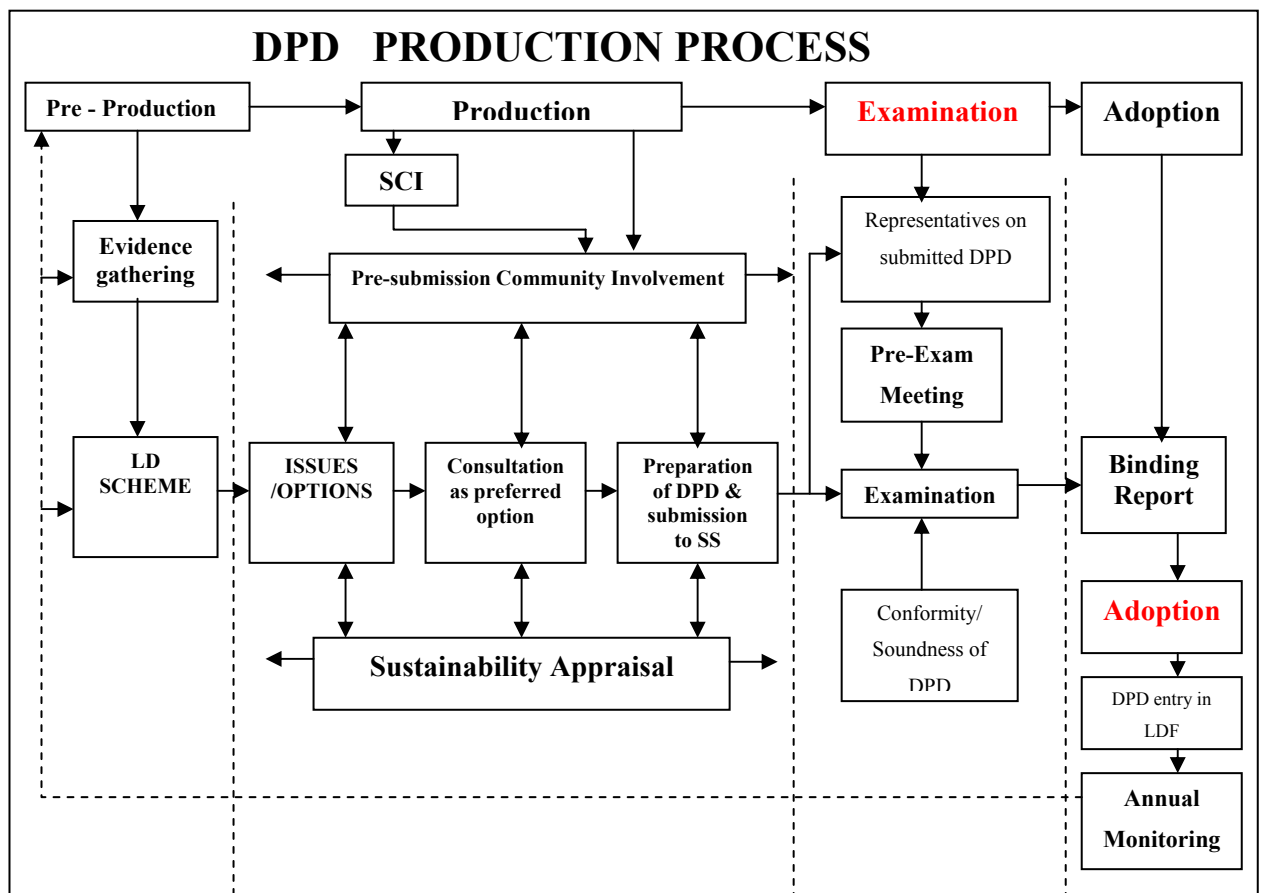 DPD PRODUCTION PROCESS
Pre - Production
Production
Examination
Adoption
SCI
Evidence
gathering
Pre-submission Community Involvement
Representatives on
submitted DPD
Pre-Exam
Meeting
LD
SCHEME
ISSUES
/OPTIONS
Consultation
as preferred
option
Preparation
of DPD &
submission
to SS
Examination
Binding
Report
Conformity/
Soundness of
DPD
Sustainability Appraisal
Adoption
DPD entry in
LDF
Annual
Monitoring